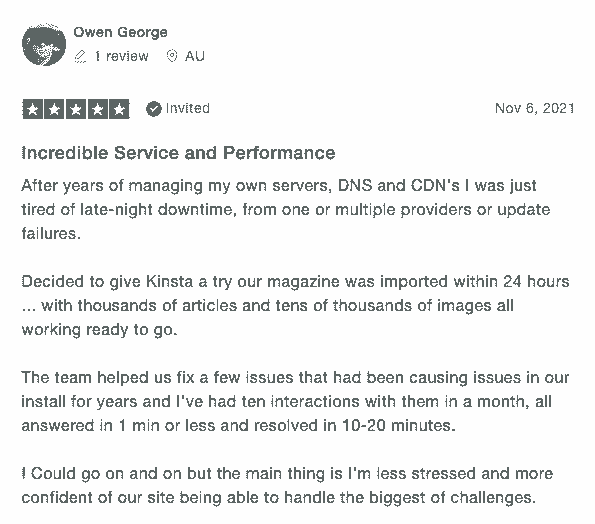 Owen George
1 review AU
Invited Nov 6, 2021
Incredible Service and Performance
After years of managing my own servers, DNS and CDN's I was just
tired of late-night downtime, from one or multiple providers or update
failures.
Decided to give Kinsta a try our magazine was imported within 24 hours
... with thousands of articles and tens of thousands of images all
working ready to go.
The team helped us fix a few issues that had been causing issues in our
install for years and I've had ten interactions with them in a month, all
answered in 1 min or less and resolved in 10-20 minutes.
I Could go on and on but the main thing is I'm less stressed and more
confident of our site being able to handle the biggest of challenges.